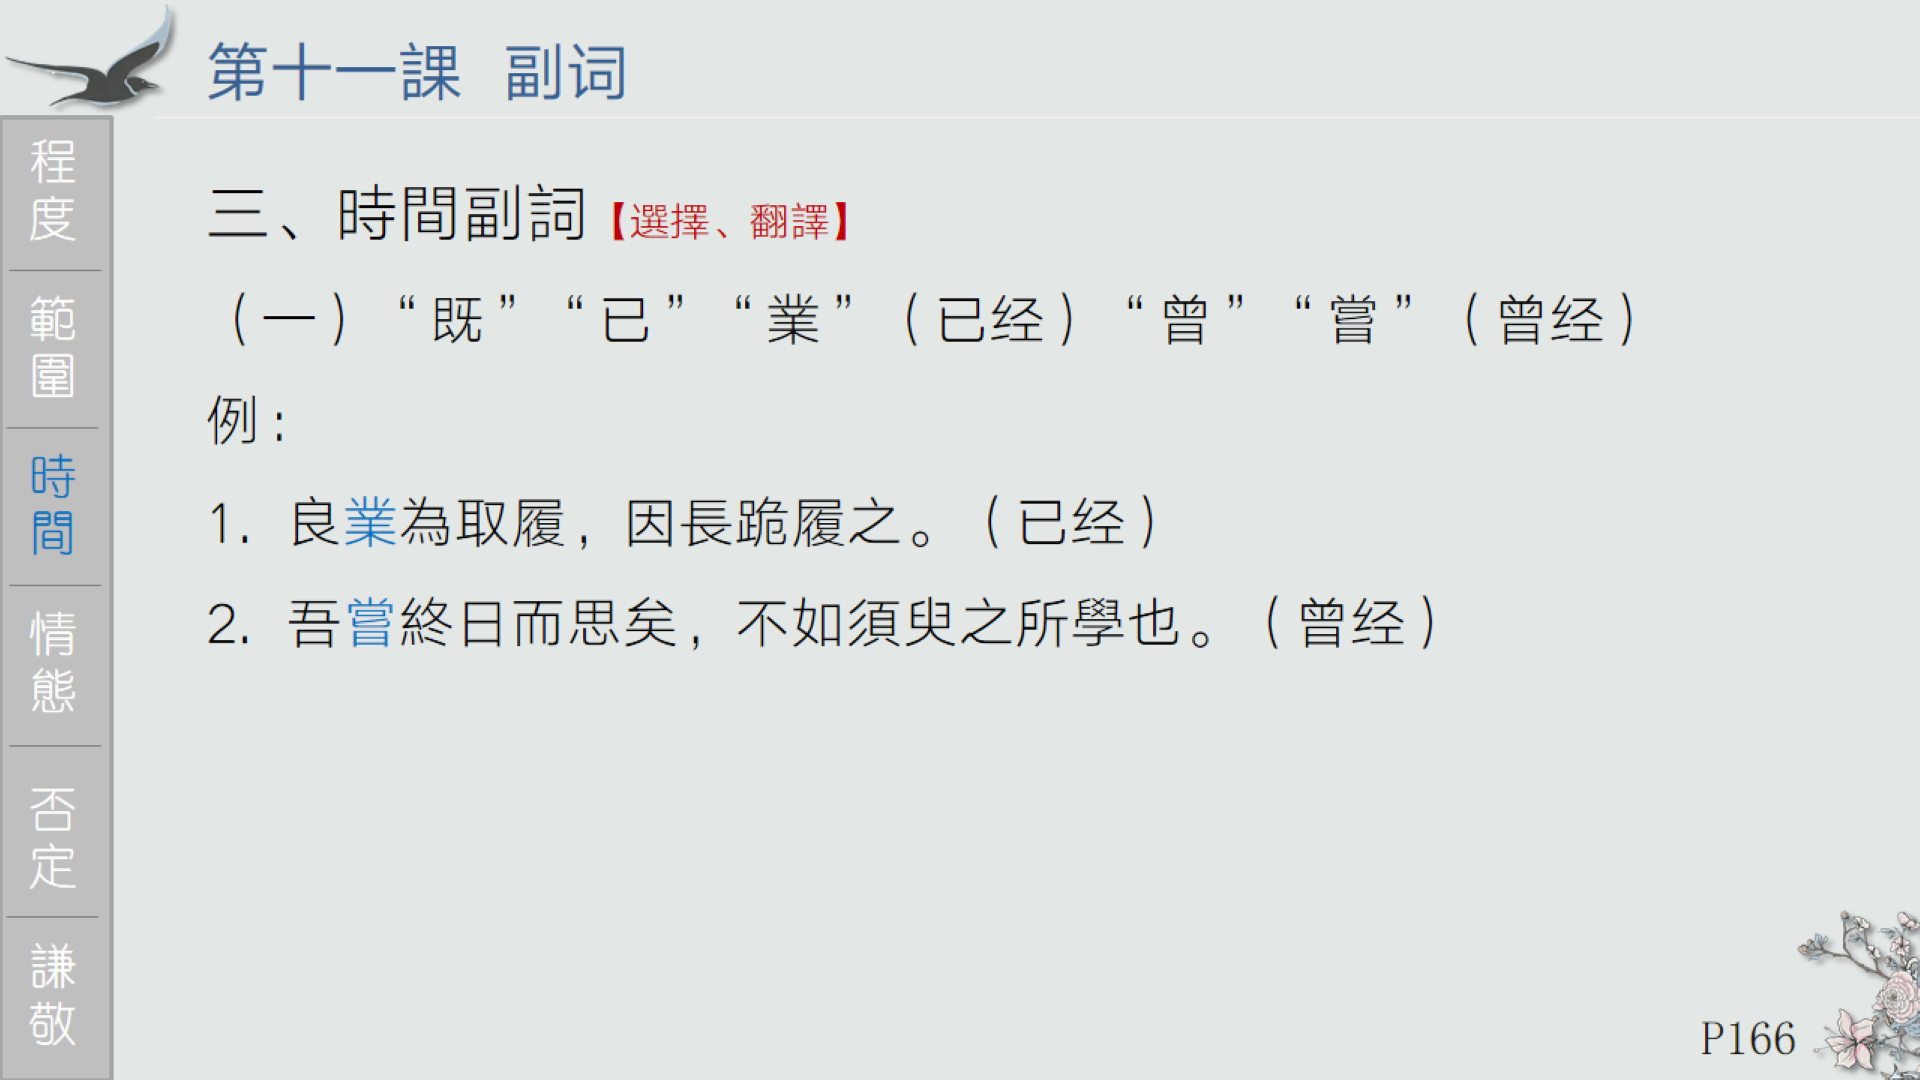 第十一課 副词
程度
範圍
時間
情態
否定
謙敬
三、時間副詞【選擇、翻譯】
（一）“既”“已”“業”（已经）“曾”“嘗”（曾经）
例：
1. 良業為取履，因長跪履之。（已经）
2. 吾嘗終日而思矣，不如須臾之所學也。（曾经）
P166